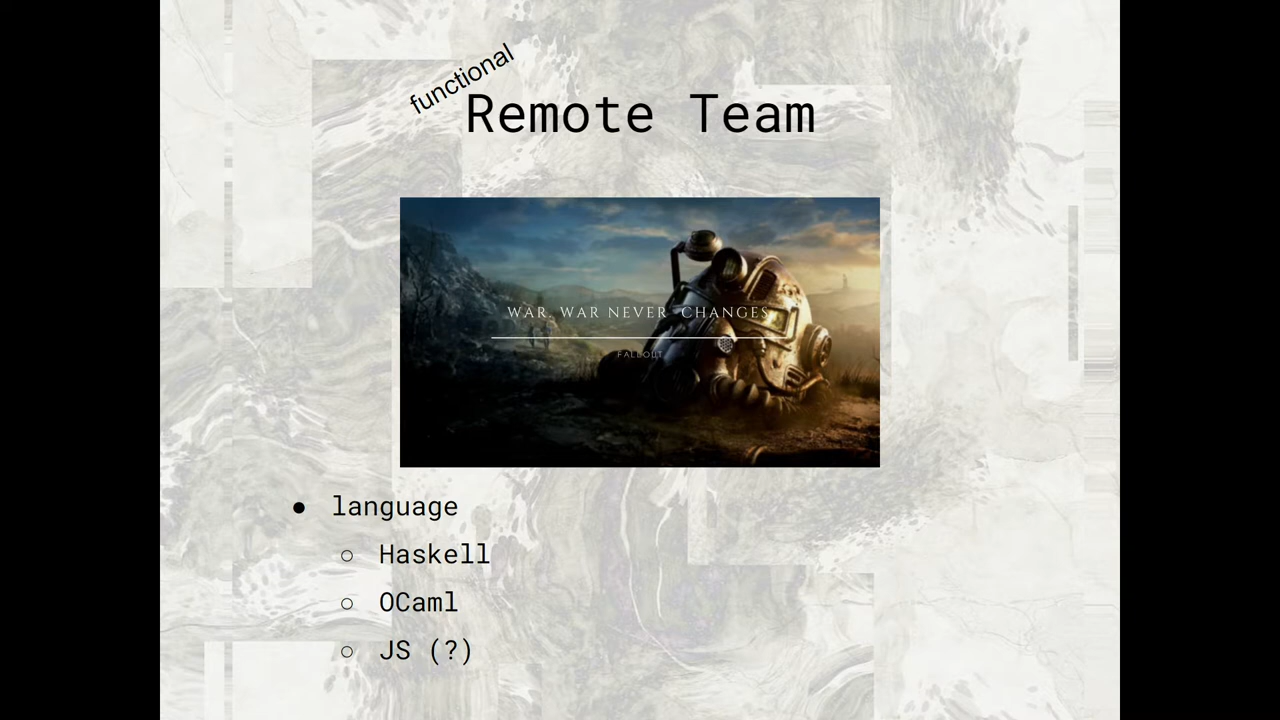 functional
Remote Team
WAR. WAR NEVER CHANGES
FALLOUT
● language
○ Haskell
○ OCaml
○ JS (?)